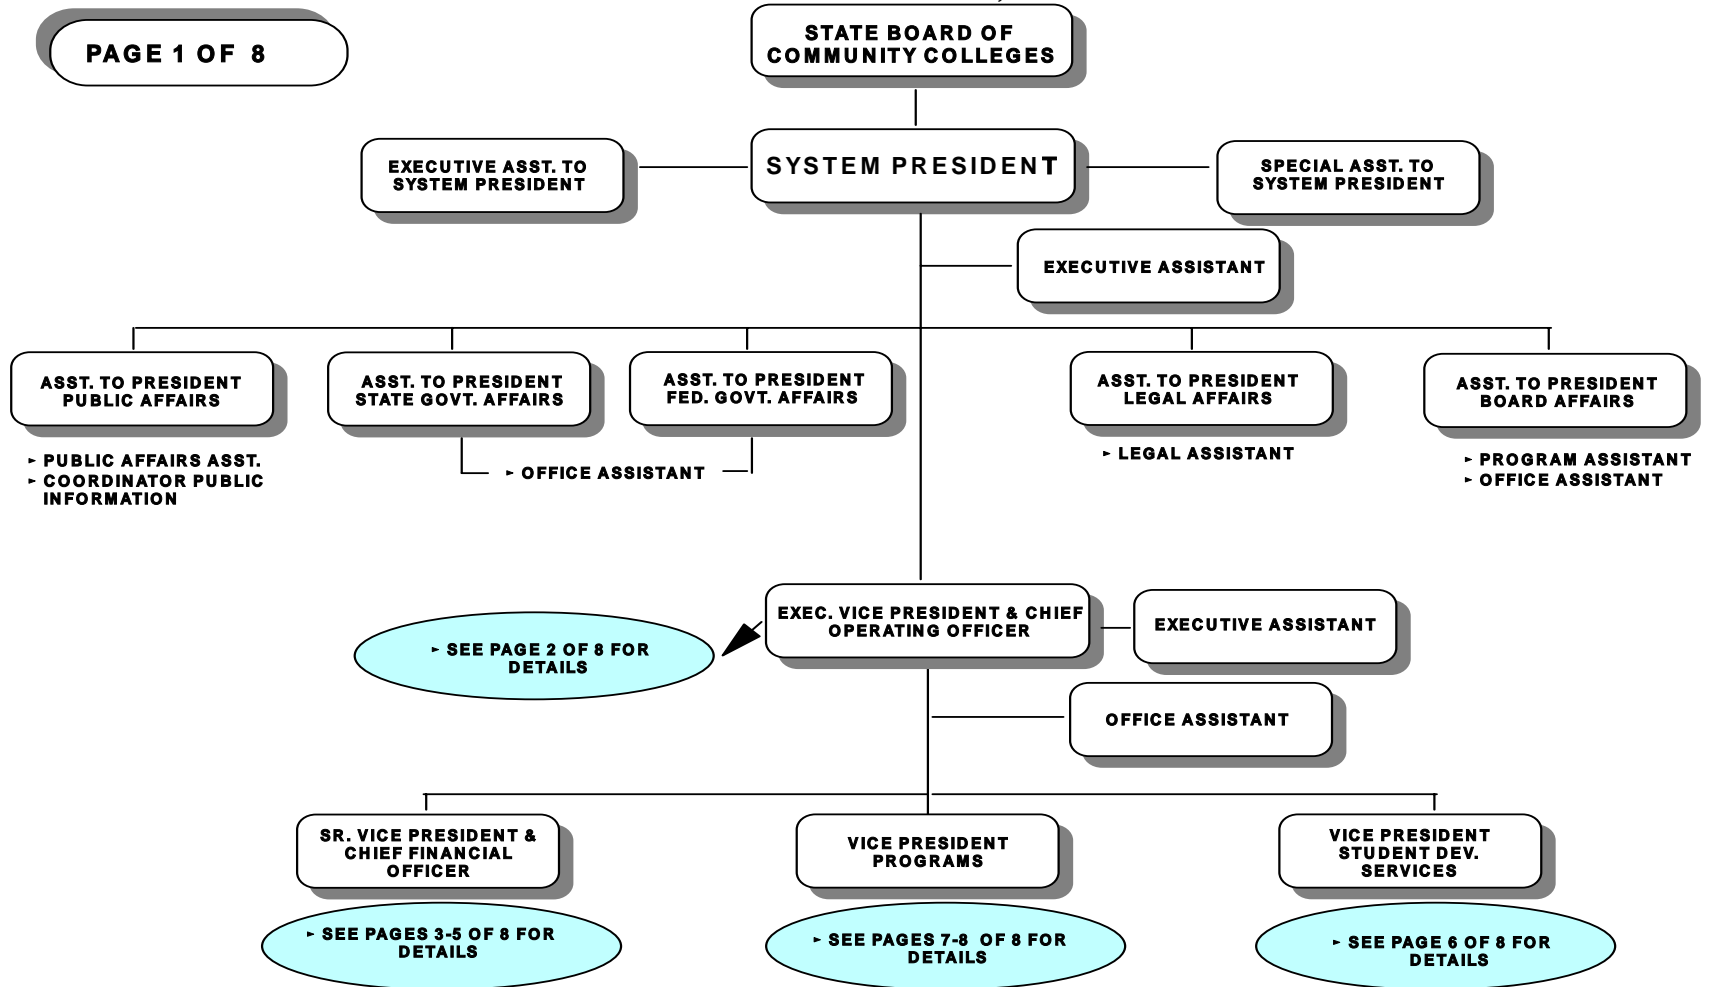 PAGE 1 OF 8
STATE BOARD OF
COMMUNITY COLLEGES
EXECUTIVE ASST. TO
SYSTEM PRESIDENT
SYSTEM PRESIDENT
SPECIAL ASST. TO
SYSTEM PRESIDENT
EXECUTIVE ASSISTANT
ASST. TO PRESIDENT
PUBLIC AFFAIRS
ASST. TO PRESIDENT
STATE GOVT. AFFAIRS
ASST. TO PRESIDENT
FED. GOVT. AFFAIRS
ASST. TO PRESIDENT
LEGAL AFFAIRS
ASST. TO PRESIDENT
BOARD AFFAIRS
► PUBLIC AFFAIRS ASST.
► COORDINATOR PUBLIC
INFORMATION
► OFFICE ASSISTANT
► LEGAL ASSISTANT
► PROGRAM ASSISTANT
► OFFICE ASSISTANT
EXEC. VICE PRESIDENT & CHIEF
OPERATING OFFICER
EXECUTIVE ASSISTANT
► SEE PAGE 2 OF 8 FOR
DETAILS
OFFICE ASSISTANT
SR. VICE PRESIDENT &
CHIEF FINANCIAL
OFFICER
VICE PRESIDENT
PROGRAMS
VICE PRESIDENT
STUDENT DEV.
SERVICES
► SEE PAGES 3-5 OF 8 FOR
DETAILS
► SEE PAGES 7-8 OF 8 FOR
DETAILS
► SEE PAGE 6 OF 8 FOR
DETAILS